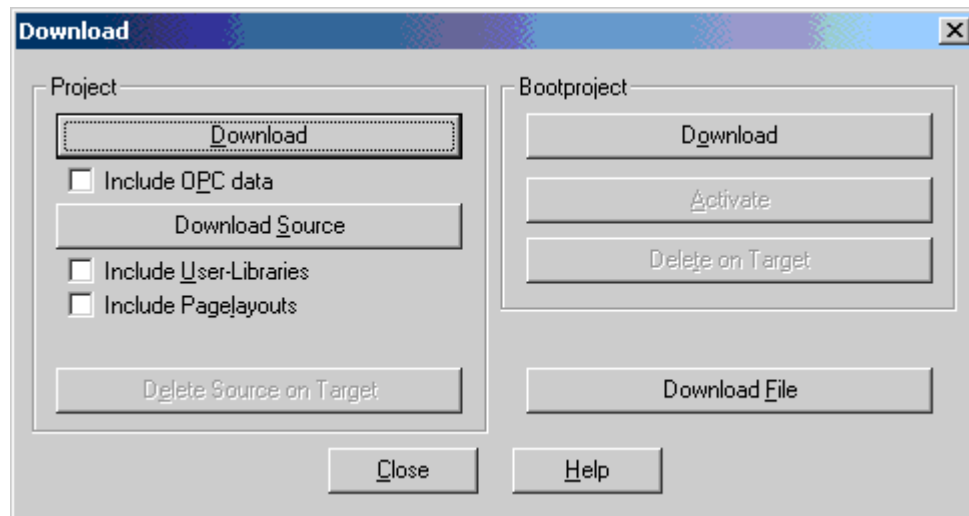 Download
Project
Download
Include OPC data
Download Source
Include User-Libraries
Include Pagelayouts
Delete Source on Target
Bootproject
Download
Activate
Delete on Target
Download File
Close
Help